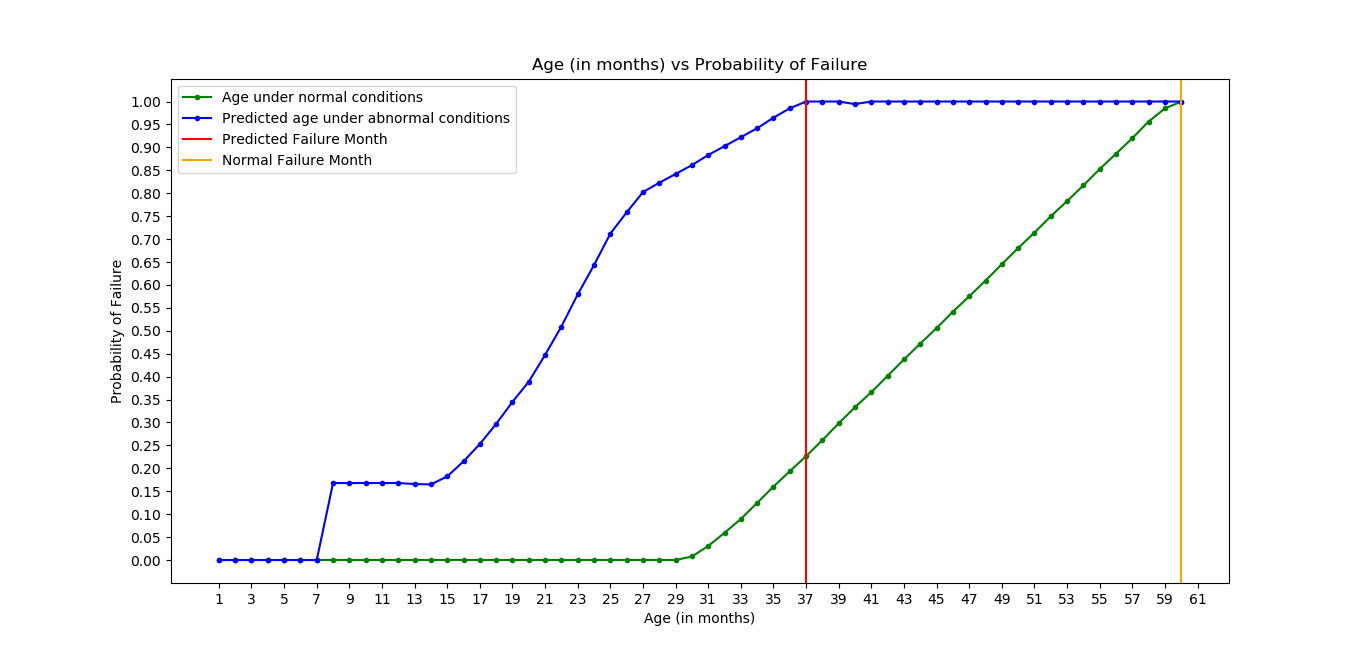 Age (in months) vs Probability of Failure
Age under normal conditions
Predicted age under abnormal conditions
Predicted Failure Month
Normal Failure Month
Probability of Failure
1.00
0.95
0.90
0.85
0.80
0.75
0.70
0.65
0.60
0.55
0.50
0.45
0.40
0.35
0.30
0.25
0.20
0.15
0.10
0.05
0.00
1 3 5 7 9 11 13 15 17 19 21 23 25 27 29 31 33 35 37 39 41 43 45 47 49 51 53 55 57 59 61
Age (in months)